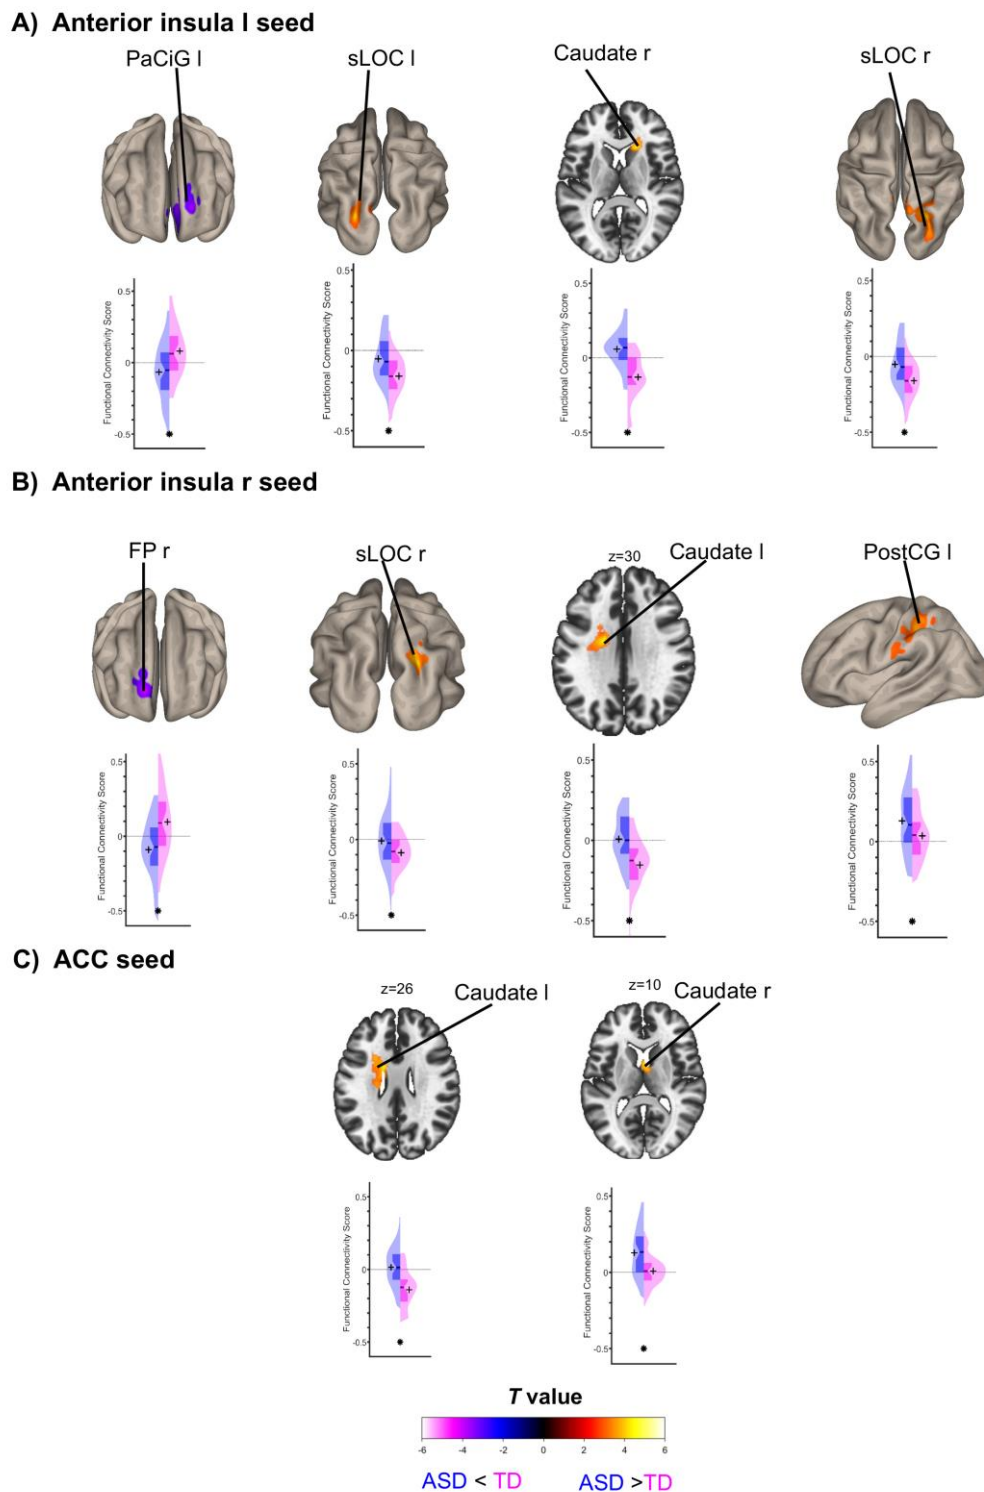 A) Anterior insula l seed
PaCiG l
sLOC l
Caudate r
sLOC r
Functional Connectivity Score
0.5
0
-0.5
Functional Connectivity Score
0.5
0
-0.5
Functional Connectivity Score
0.5
0
-0.5
Functional Connectivity Score
0.5
0
-0.5
B) Anterior insula r seed
FP r
sLOC r
z=30
Caudate l
PostCG l
Functional Connectivity Score
0.5
0
-0.5
Functional Connectivity Score
0.5
0
-0.5
Functional Connectivity Score
0.5
0
-0.5
Functional Connectivity Score
0.5
0
-0.5
C) ACC seed
z=26
Caudate l
z=10
Caudate r
Functional Connectivity Score
0.5
0
-0.5
Functional Connectivity Score
0.5
0
-0.5
T value
-6 -4 -2 0 2 4 6
ASD < TD
ASD >TD